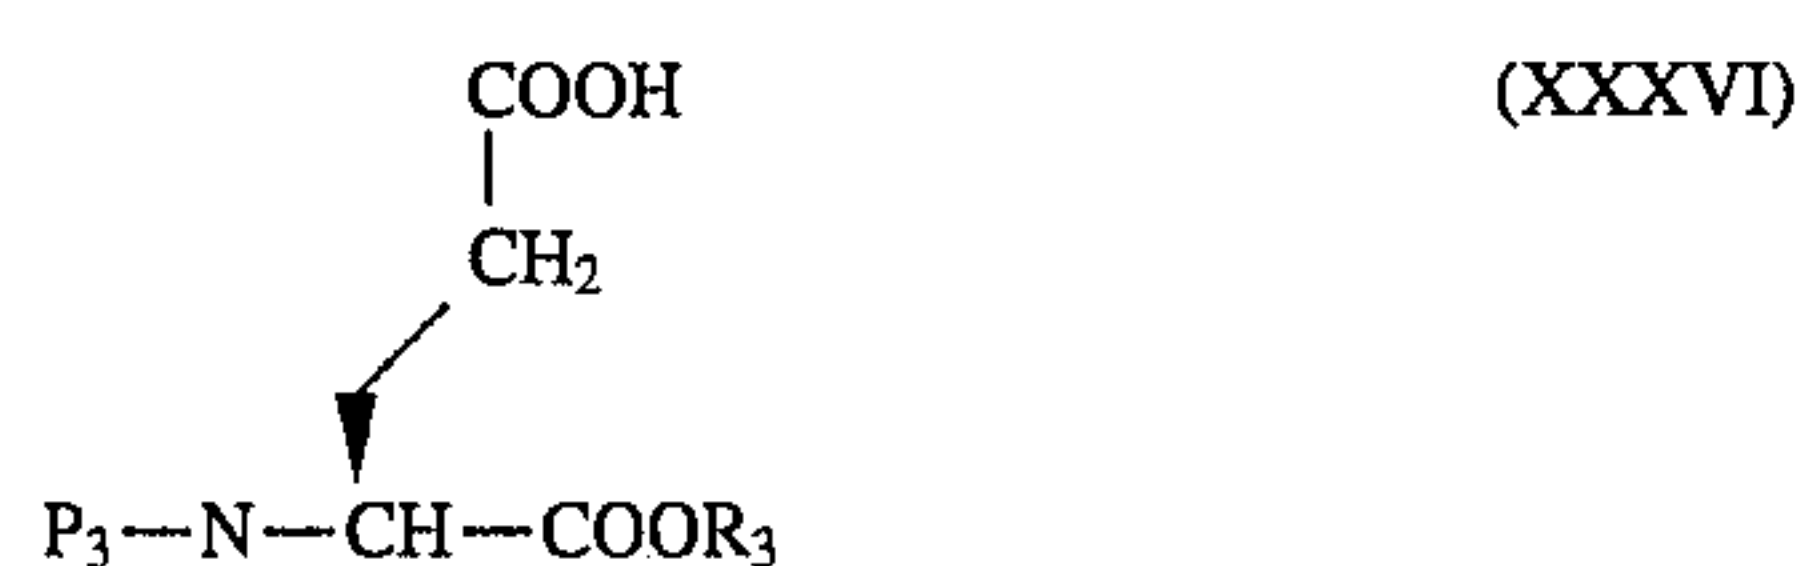 COOH (XXXVI)
CH2
P3—N—CH—COOR3